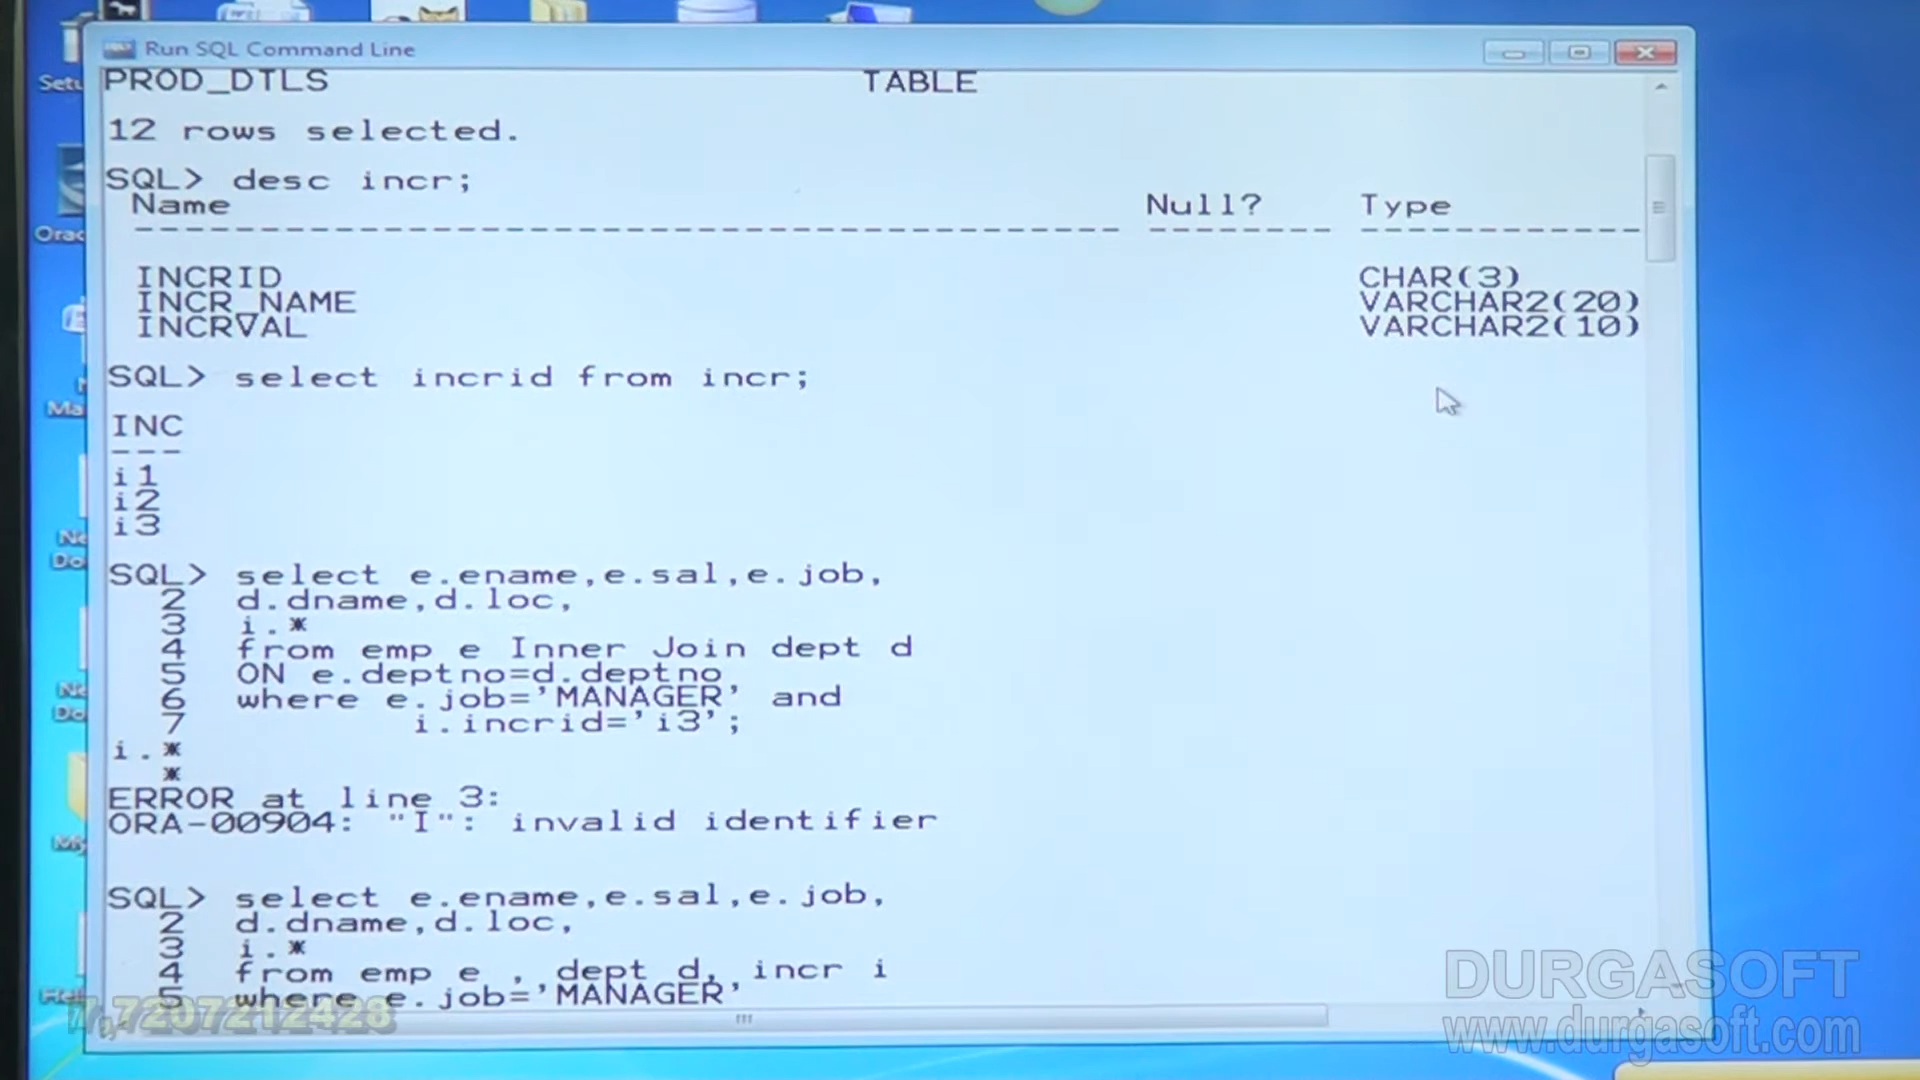 Run SQL Command Line
PROD_DTLS TABLE
12 rows selected.
SQL> desc incr;
Name Null? Type
---------------------------------------- -------- ------------
INCRID CHAR(3)
INCR_NAME VARCHAR2(20)
INCRVAL VARCHAR2(10)
SQL> select incrid from incr;
INC
---
i1
i2
i3
SQL> select e.ename,e.sal,e.job,
2 d.dname,d.loc,
3 i.*
4 from emp e Inner Join dept d
5 ON e.deptno=d.deptno
6 where e.job='MANAGER' and
7 i.incrid='i3';
i.*
*
ERROR at line 3:
ORA-00904: "I": invalid identifier
SQL> select e.ename,e.sal,e.job,
2 d.dname,d.loc,
3 i.*
4 from emp e , dept d, incr i
5 where e.job='MANAGER'
7207212428
DURGASOFT
www.durgasoft.com